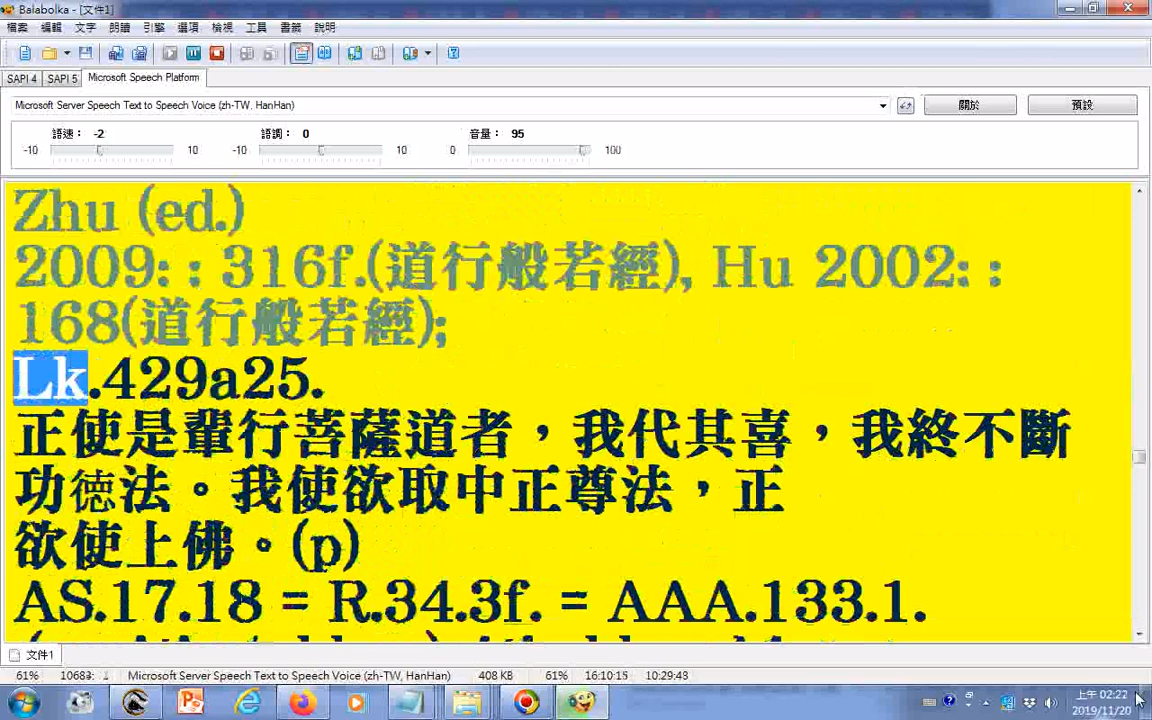 Balabolka - [文件1]
檔案 編輯 文字 朗讀 引擎 選項 檢視 工具 書籤 說明
SAPI 4 SAPI 5 Microsoft Speech Platform
Microsoft Server Speech Text to Speech Voice (zh-TW, HanHan) 關於 預設
語速： -2 語調： 0 音量： 95
-10 10 -10 10 0 100
Zhu (ed.)
2009: : 316f.(道行般若經), Hu 2002: :
168(道行般若經);
Lk.429a25.
正使是輩行菩薩道者，我代其喜，我終不斷
功德法。我使欲取中正尊法，正
欲使上佛。(p)
AS.17.18 = R.34.3f. = AAA.133.1.
文件1
61% Microsoft Server Speech Text to Speech Voice (zh-TW, HanHan) 408 KB 61% 16:10:15 10:29:43
上午 02:22
2019/11/20